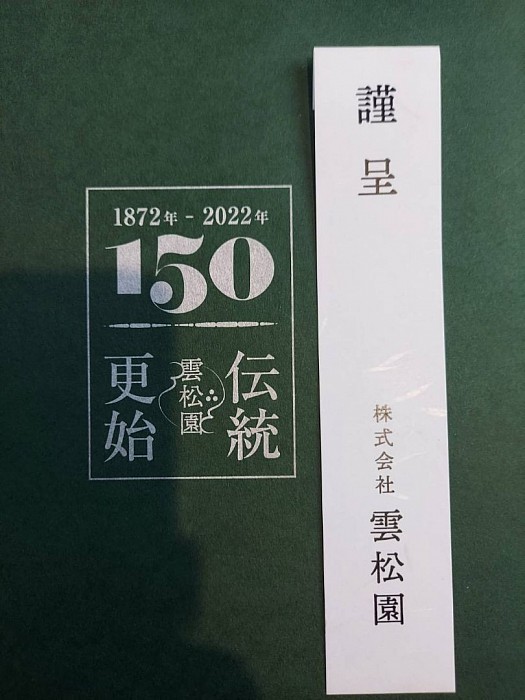 1872年 - 2022年
150
伝統
雲松園
更始
謹呈
株式会社 雲松園